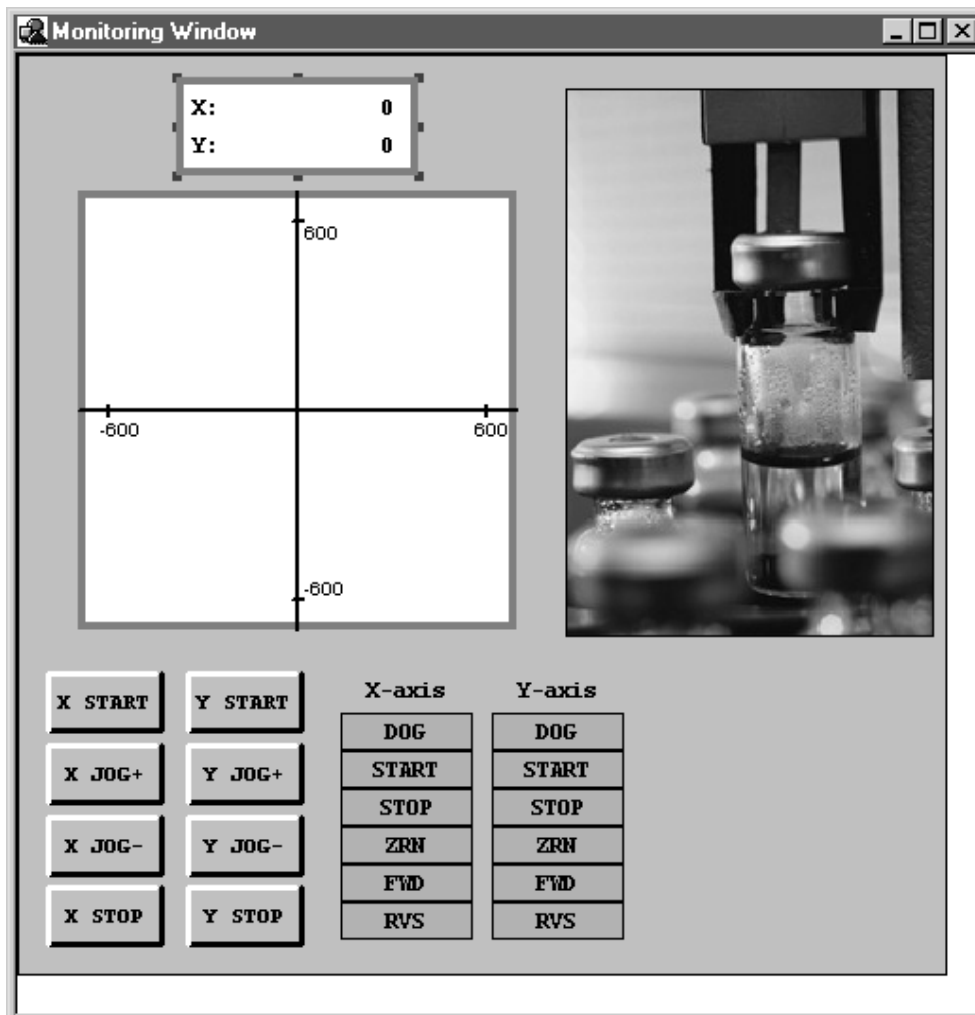 Monitoring Window
X: 0
Y: 0
600
-600 600
-600
X START Y START
X JOG+ Y JOG+
X JOG- Y JOG-
X STOP Y STOP
X-axis Y-axis
DOG DOG
START START
STOP STOP
ZRN ZRN
FWD FWD
RVS RVS